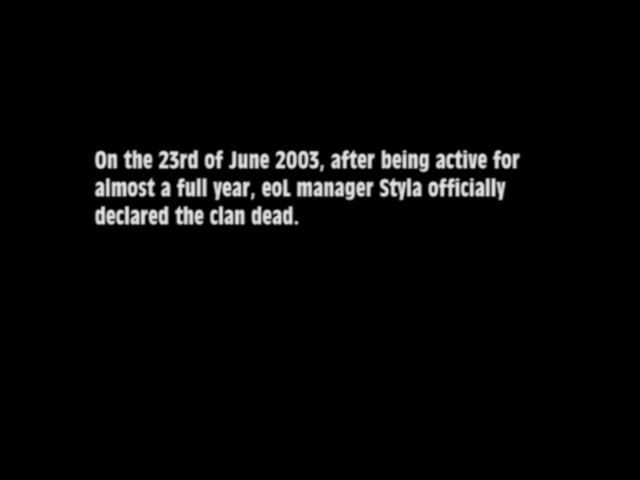 On the 23rd of June 2003, after being active for
almost a full year, eoL manager Styla officially
declared the clan dead.